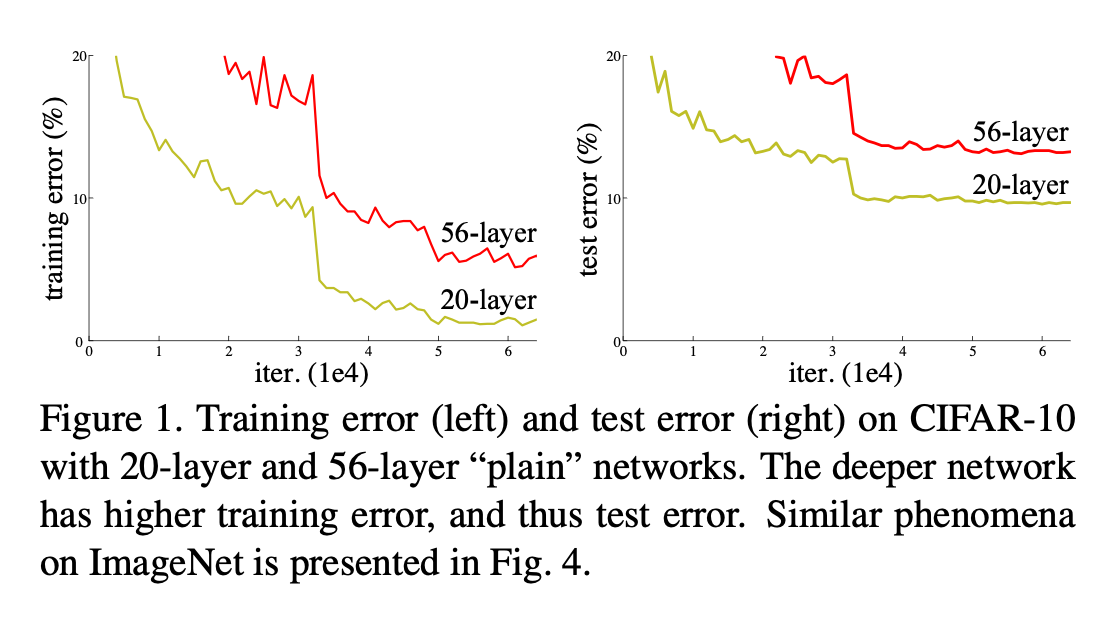 20
10
0
training error (%)
56-layer
20-layer
0 1 2 3 4 5 6
iter. (1e4)
20
10
0
test error (%)
56-layer
20-layer
0 1 2 3 4 5 6
iter. (1e4)
Figure 1. Training error (left) and test error (right) on CIFAR-10
with 20-layer and 56-layer “plain” networks. The deeper network
has higher training error, and thus test error. Similar phenomena
on ImageNet is presented in Fig. 4.